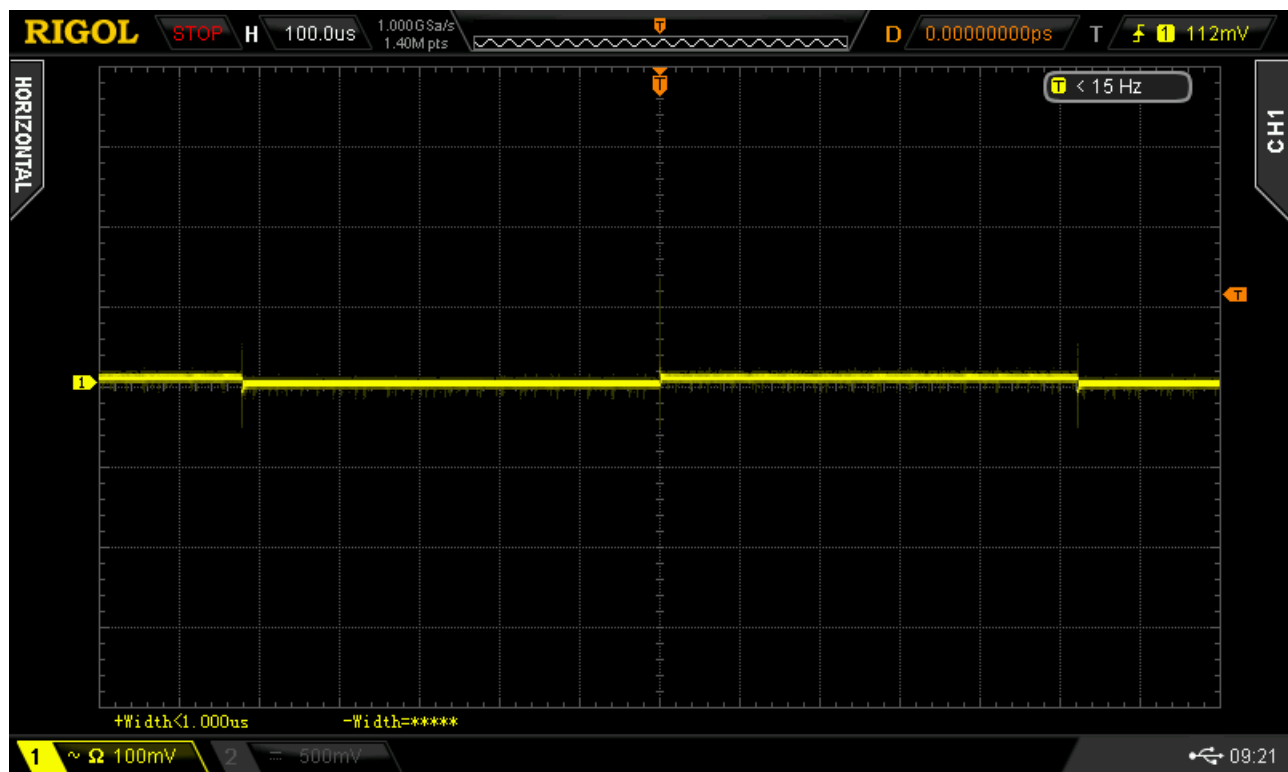 RIGOL STOP H 100.0us 1.000GSa/s 1.40M pts T D 0.00000000ps T 1 112mV
HORIZONTAL
T
T < 15 Hz
CH1
T
1
+Width<1.000us -Width=*****
1 ~ Ω 100mV 2 = 500mV 09:21